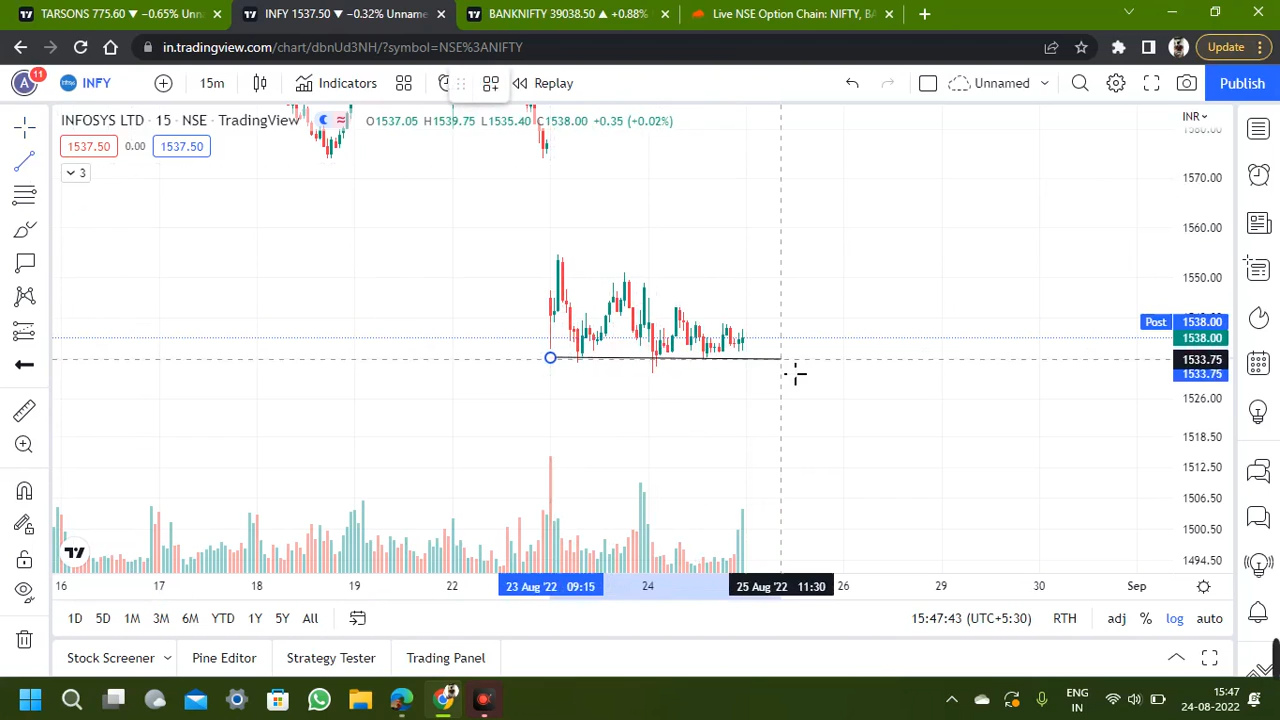 TARSONS 775.60 ▼ −0.65% Unna
INFY 1537.50 ▼ −0.32% Unname
BANKNIFTY 39038.50 ▲ +0.88%
Live NSE Option Chain: NIFTY, BA
in.tradingview.com/chart/dbnUd3NH/?symbol=NSE%3ANIFTY
Update
A 11
INFY
15m
Indicators
Replay
Unnamed
Publish
INFOSYS LTD · 15 · NSE · TradingView
O1537.05 H1539.75 L1535.40 C1538.00 +0.35 (+0.02%)
INR
1580.00
1537.50
0.00
1537.50
3
1570.00
1560.00
1550.00
Post 1538.00
1538.00
1533.75
1533.75
1526.00
1518.50
1512.50
1506.50
1500.50
1494.50
16
17
18
19
22
23 Aug '22 09:15
24
25 Aug '22 11:30
26
29
30
Sep
1D
5D
1M
3M
6M
YTD
1Y
5Y
All
15:47:43 (UTC+5:30)
RTH
adj
%
log
auto
Stock Screener
Pine Editor
Strategy Tester
Trading Panel
ENG
IN
15:47
24-08-2022